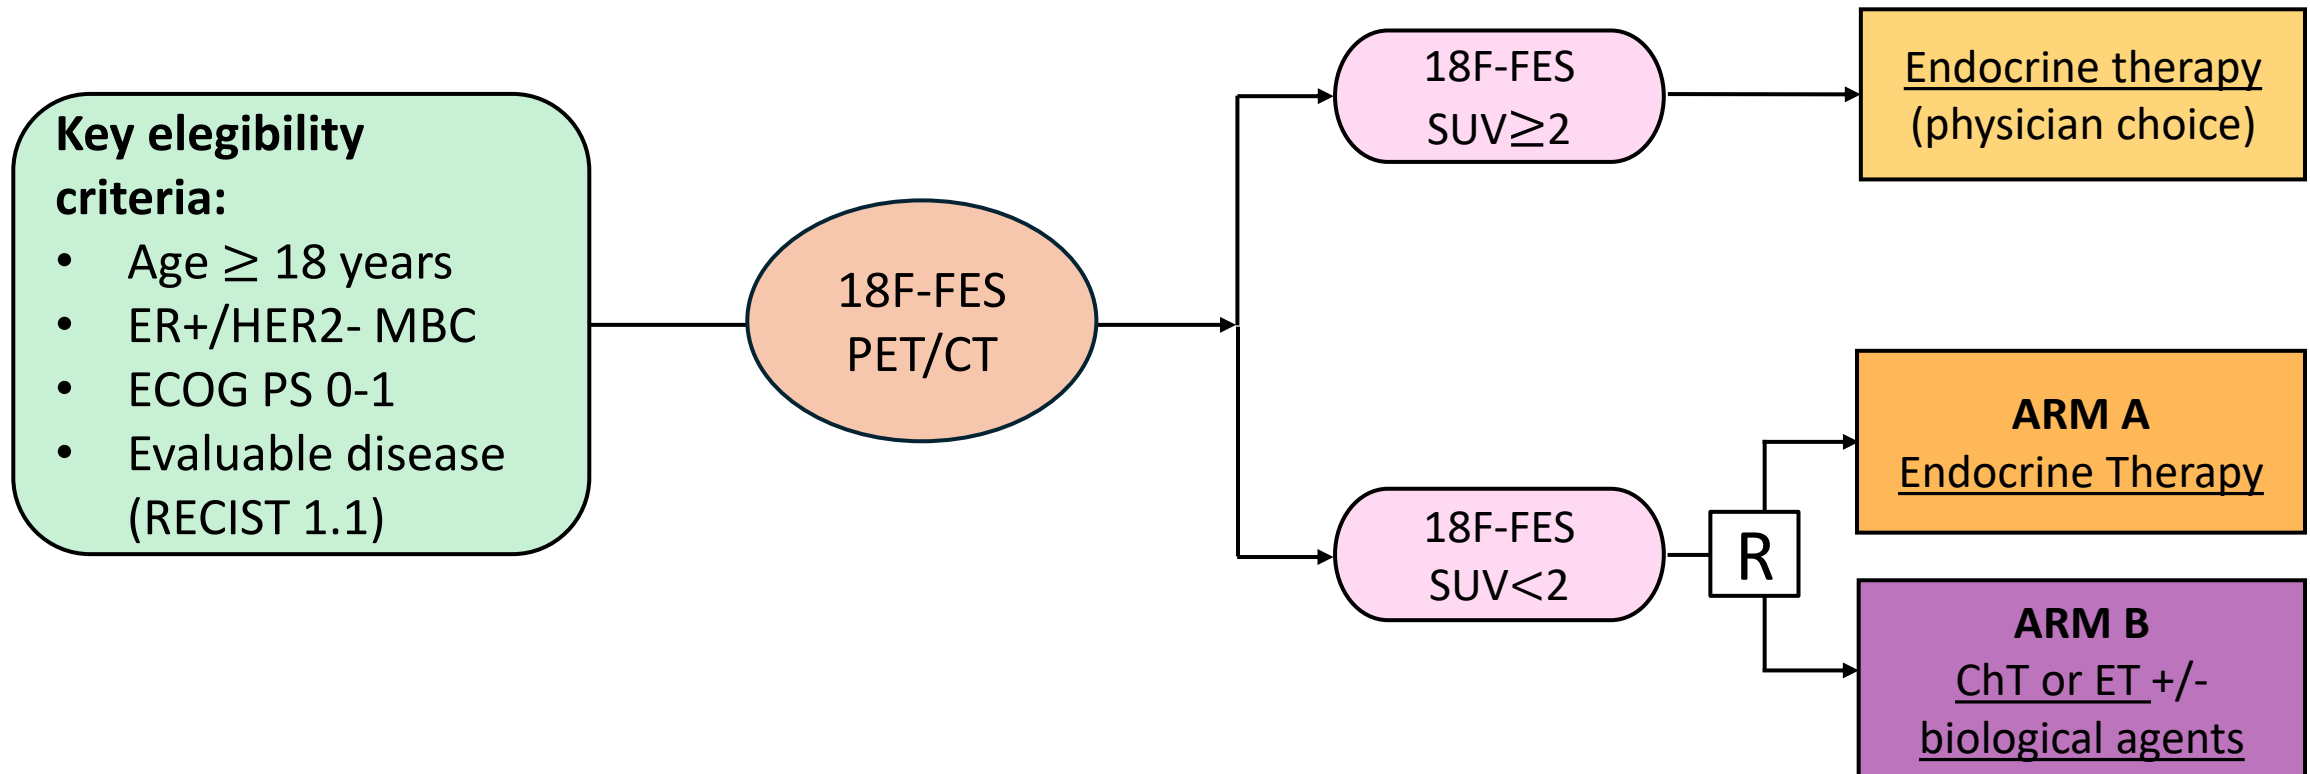 Key elegibility
criteria:
• Age ≥ 18 years
• ER+/HER2- MBC
• ECOG PS 0-1
• Evaluable disease
(RECIST 1.1)
18F-FES
PET/CT
18F-FES
SUV≥2
Endocrine therapy
(physician choice)
18F-FES
SUV<2
R
ARM A
Endocrine Therapy
ARM B
ChT or ET +/-
biological agents